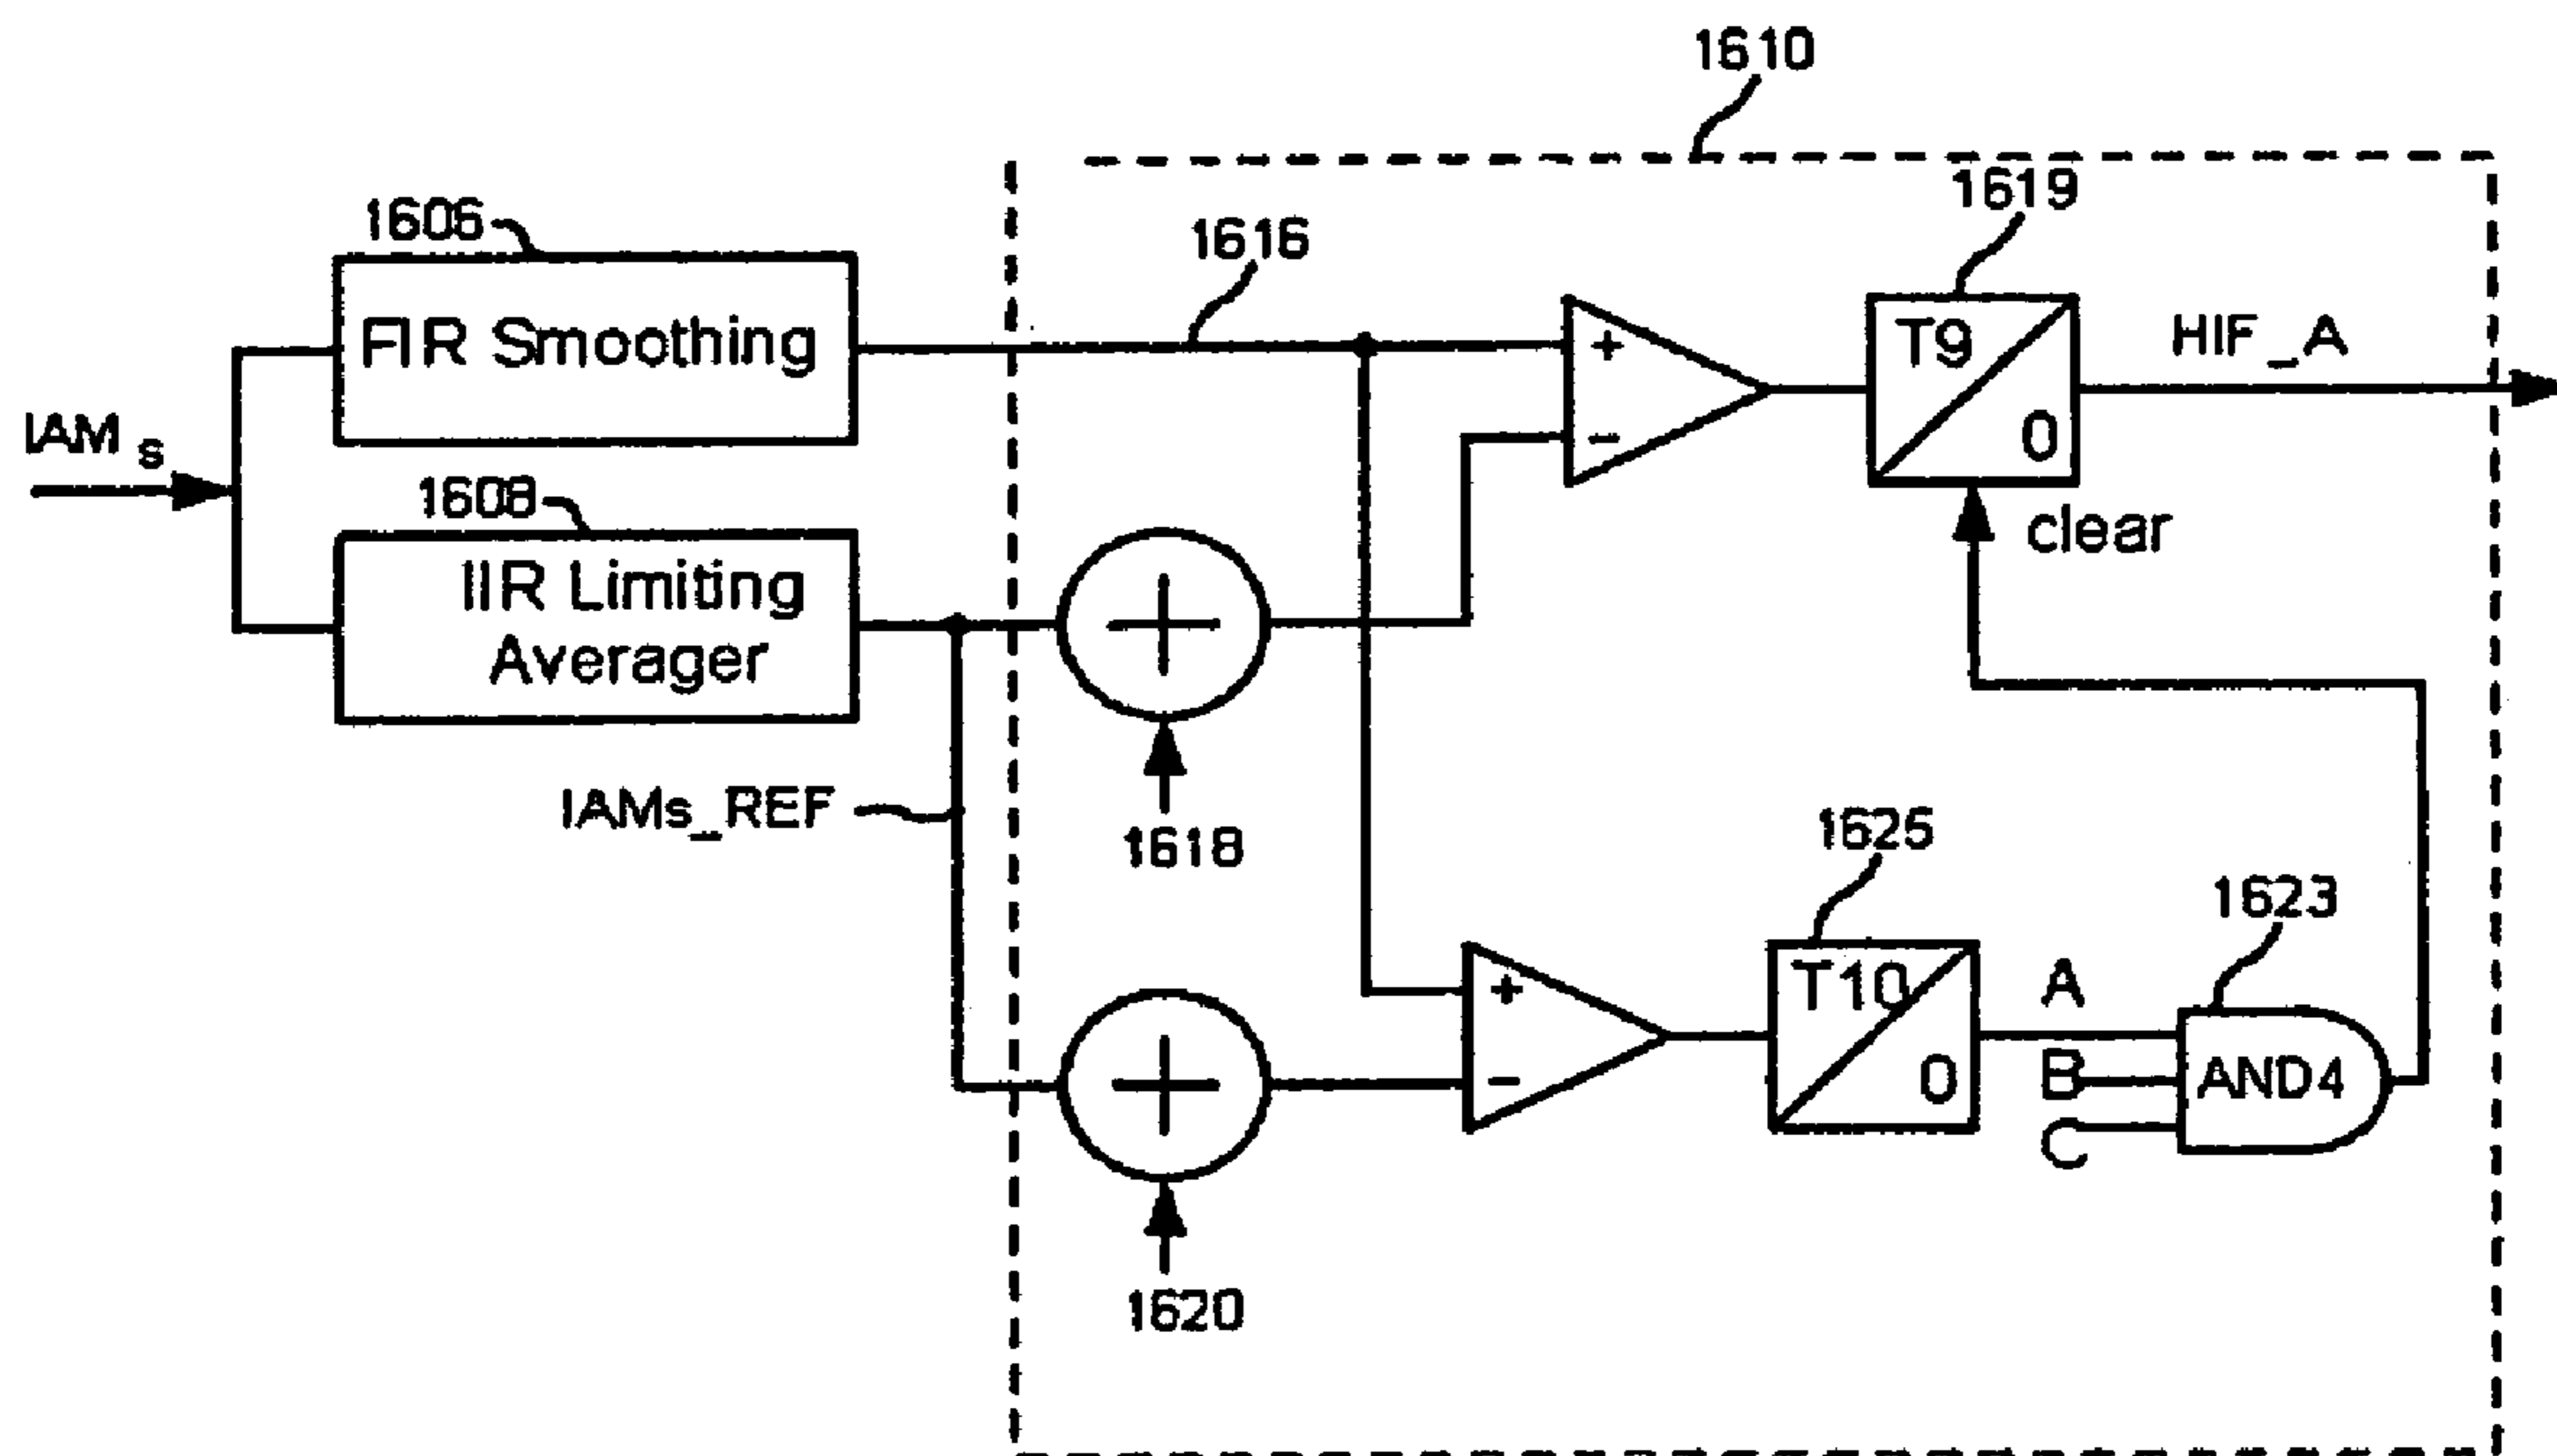 1610
1619
1606
1616
FIR Smoothing
T9
0
HIF_A
IAM s
clear
1608
IIR Limiting
Averager
IAMs_REF
1618
1625
1623
T10
0
A
B
C
AND4
1620